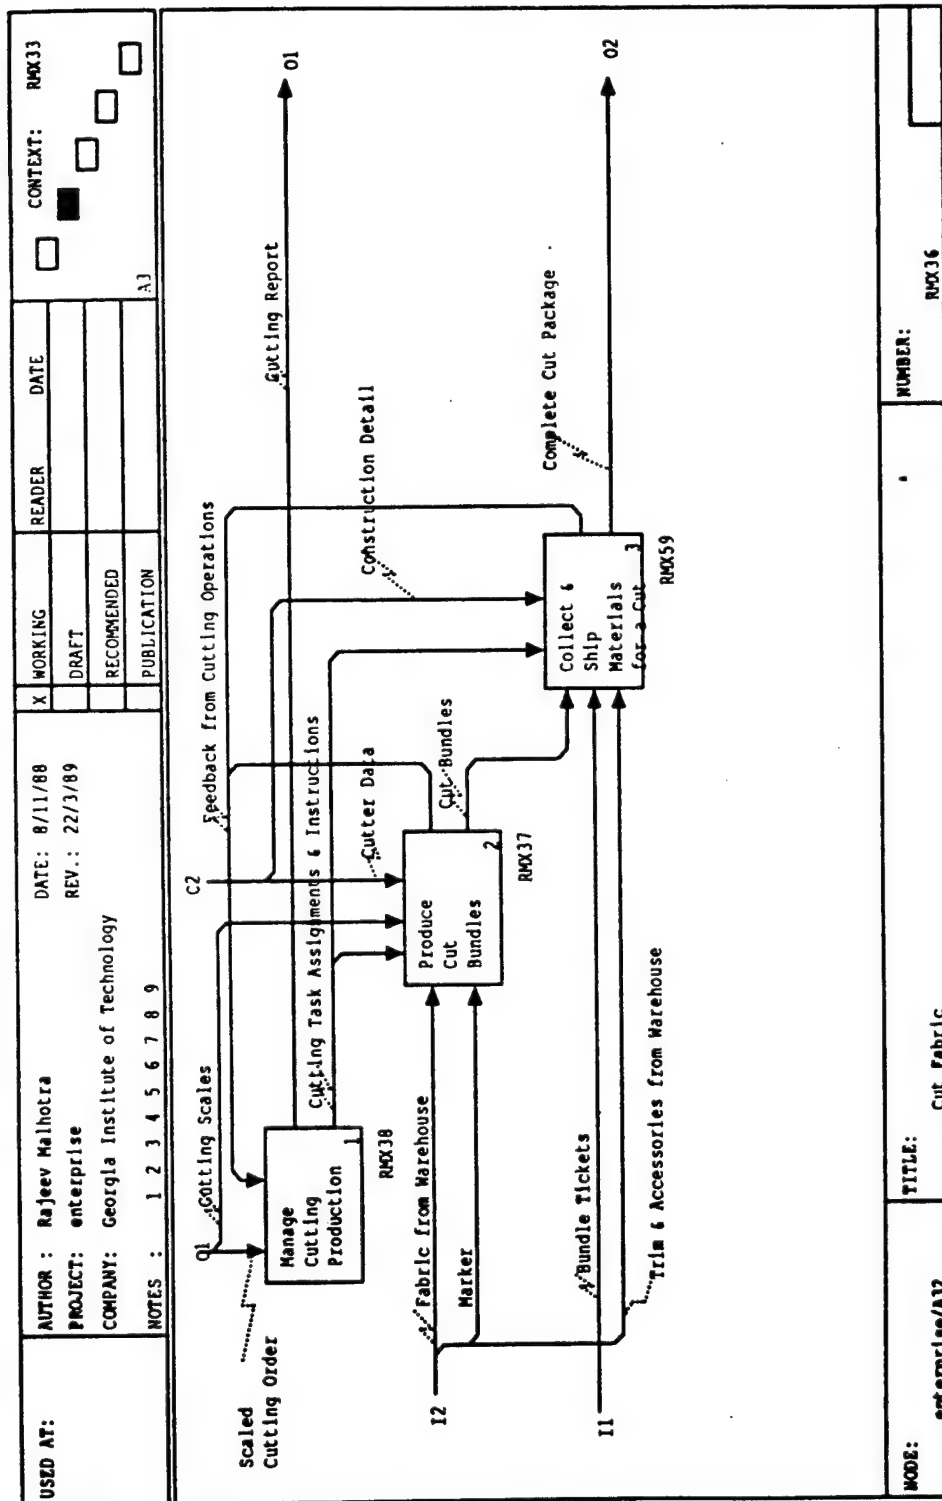 USED AT:
AUTHOR : Rajeev Malhotra
DATE: 8/11/88
PROJECT: enterprise
REV.: 22/3/89
COMPANY: Georgia Institute of Technology
NOTES : 1 2 3 4 5 6 7 8 9
X WORKING
DRAFT
RECOMMENDED
PUBLICATION
READER DATE
CONTEXT: RMX33
A3
C1
C2
Cutting Scales
Feedback from Cutting Operations
Scaled
Cutting Order
Manage
Cutting
Production
1
RMX38
Cutting Report
O1
Cutting Task Assignments & Instructions
Cutter Data
Construction Detail
I2
Fabric from Warehouse
Marker
Produce
Cut
Bundles
2
RMX37
Cut Bundles
Collect &
Ship
Materials
for a Cut
3
RMX59
Complete Cut Package
O2
I1
Bundle Tickets
Trim & Accessories from Warehouse
NODE:
enterprise/A32
TITLE:
Cut Fabric
NUMBER:
RMX36